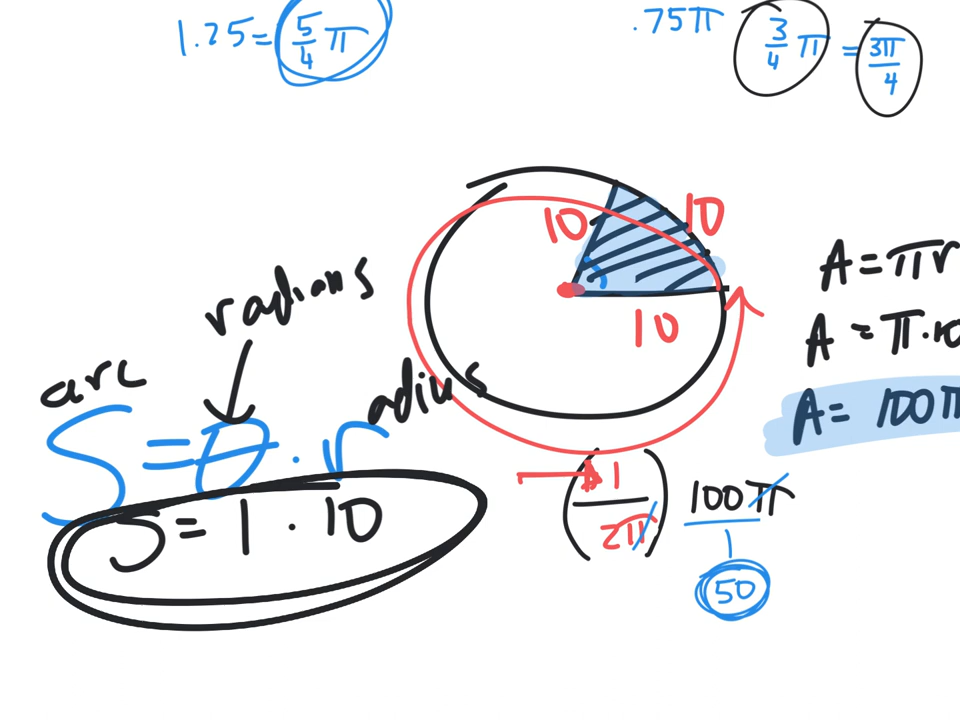 1.25 = 5/4 π
.75π 3/4 π = 3π/4
10 10
10
radians
arc
radius
S = θ · r
S = 1 · 10
A = πr
A = π·10
A = 100π
(1/2π) 100π/1
50